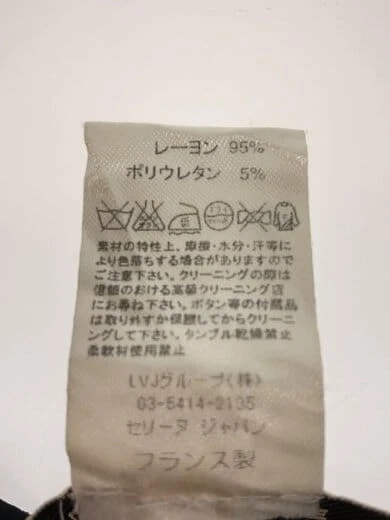 レーヨン 95%
ポリウレタン 5%
素材の特性上、摩擦・水分・汗等に
より色落ちする場合がありますので
ご注意下さい。クリーニングの際は
信頼のおける高級クリーニング店
にお尋ね下さい。ボタン等の付属品
は取り外すか保護してからクリーニ
ングして下さい。タンブル乾燥禁止
柔軟材使用禁止
LVJグループ(株)
03-5414-2135
セリーヌ ジャパン
フランス製